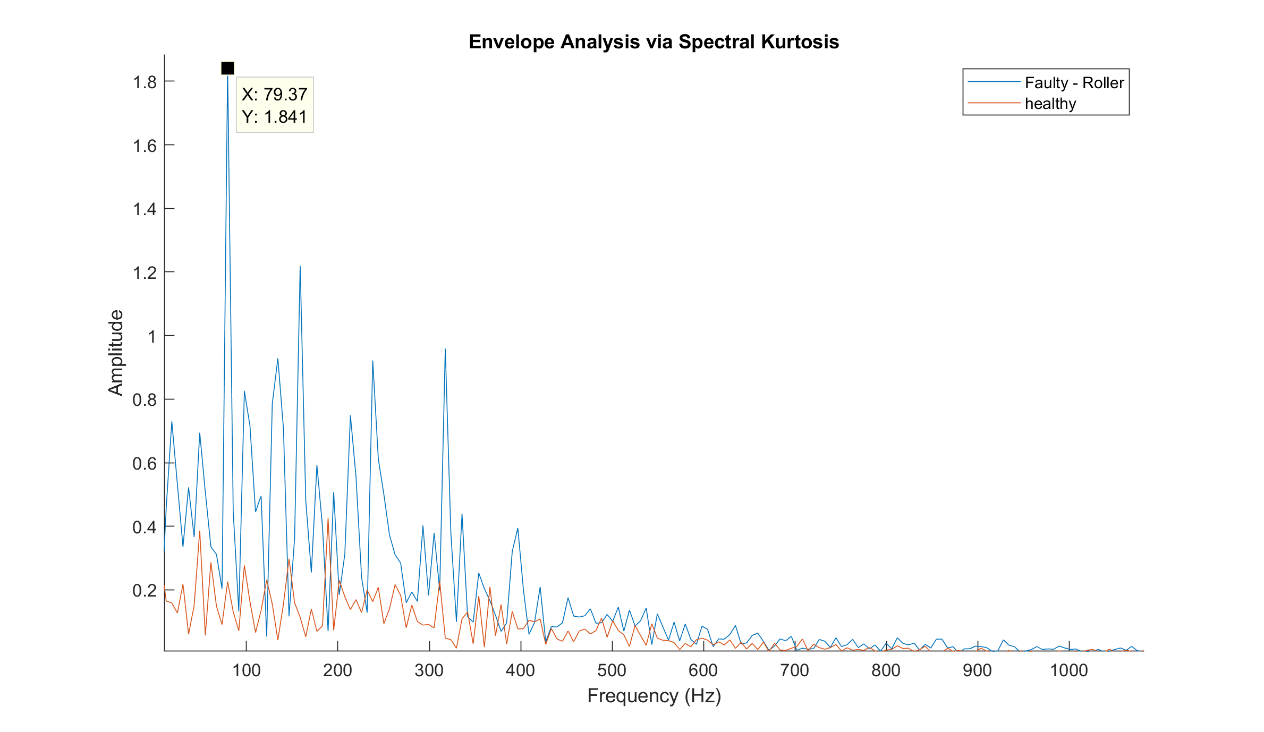 Envelope Analysis via Spectral Kurtosis
X: 79.37
Y: 1.841
Faulty - Roller
healthy
1.8
1.6
1.4
1.2
1
0.8
0.6
0.4
0.2
Amplitude
100 200 300 400 500 600 700 800 900 1000
Frequency (Hz)